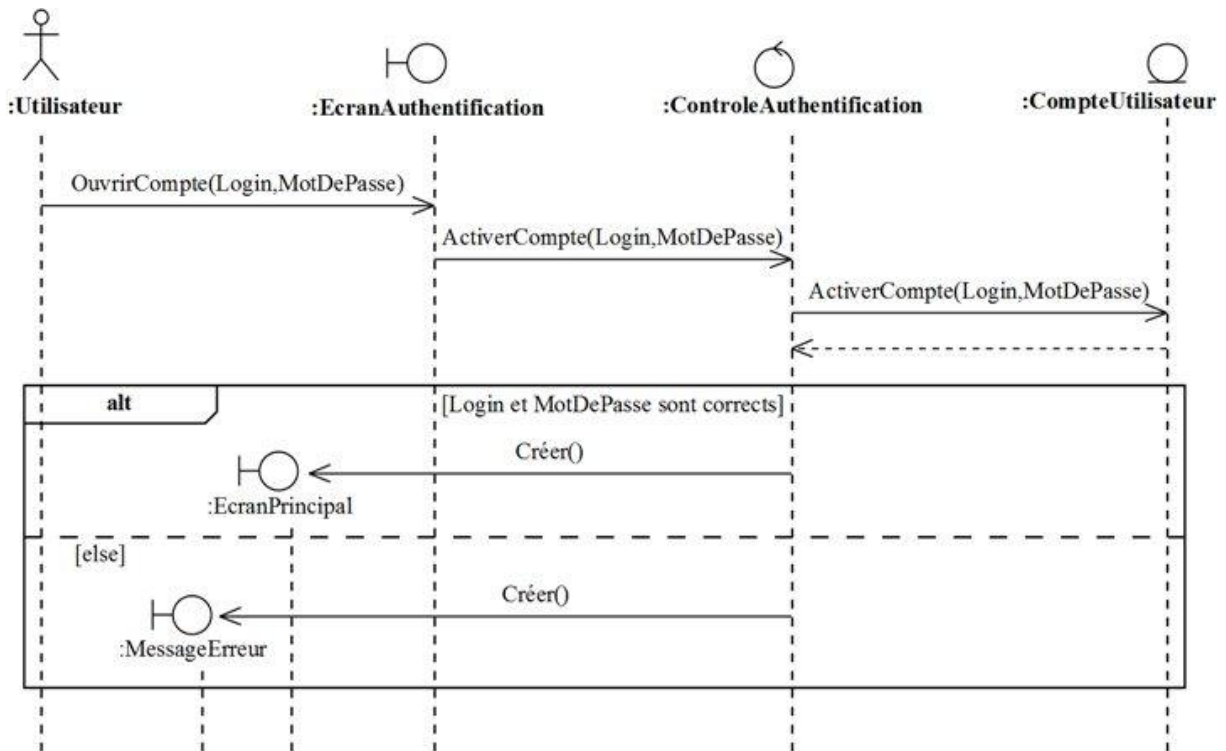 :Utilisateur
:EcranAuthentification
:ControleAuthentification
:CompteUtilisateur
OuvrirCompte(Login,MotDePasse)
ActiverCompte(Login,MotDePasse)
ActiverCompte(Login,MotDePasse)
alt
[Login et MotDePasse sont corrects]
Créer()
:EcranPrincipal
[else]
Créer()
:MessageErreur